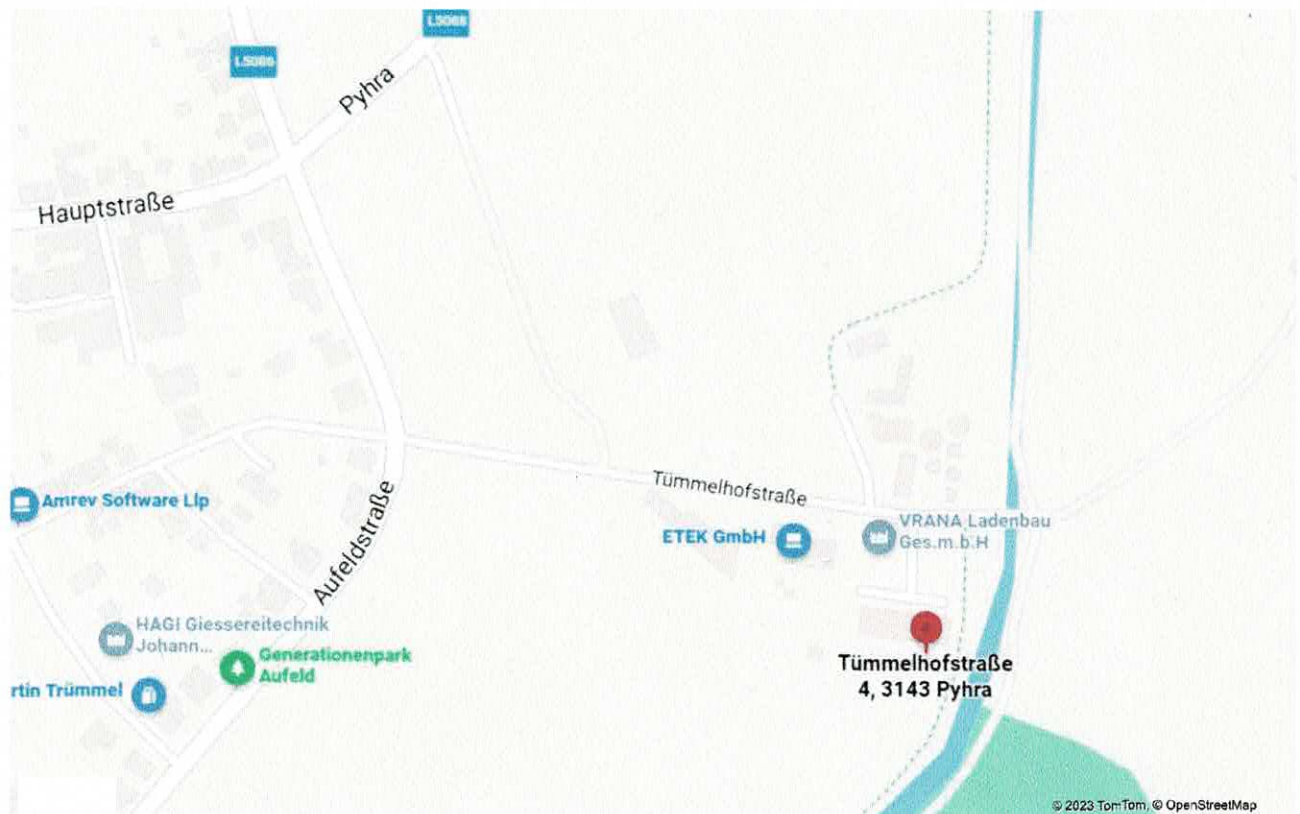 L5088
L5086
Pyhra
Hauptstraße
Tümmelhofstraße
Amrev Software Llp
VRANA Ladenbau
Ges.m.b.H
ETEK GmbH
Aufeldstraße
HAGI Giessereitechnik
Johann...
Generationenpark
Aufeld
Tümmelhofstraße
4, 3143 Pyhra
rtin Trümmel
© 2023 TomTom, © OpenStreetMap